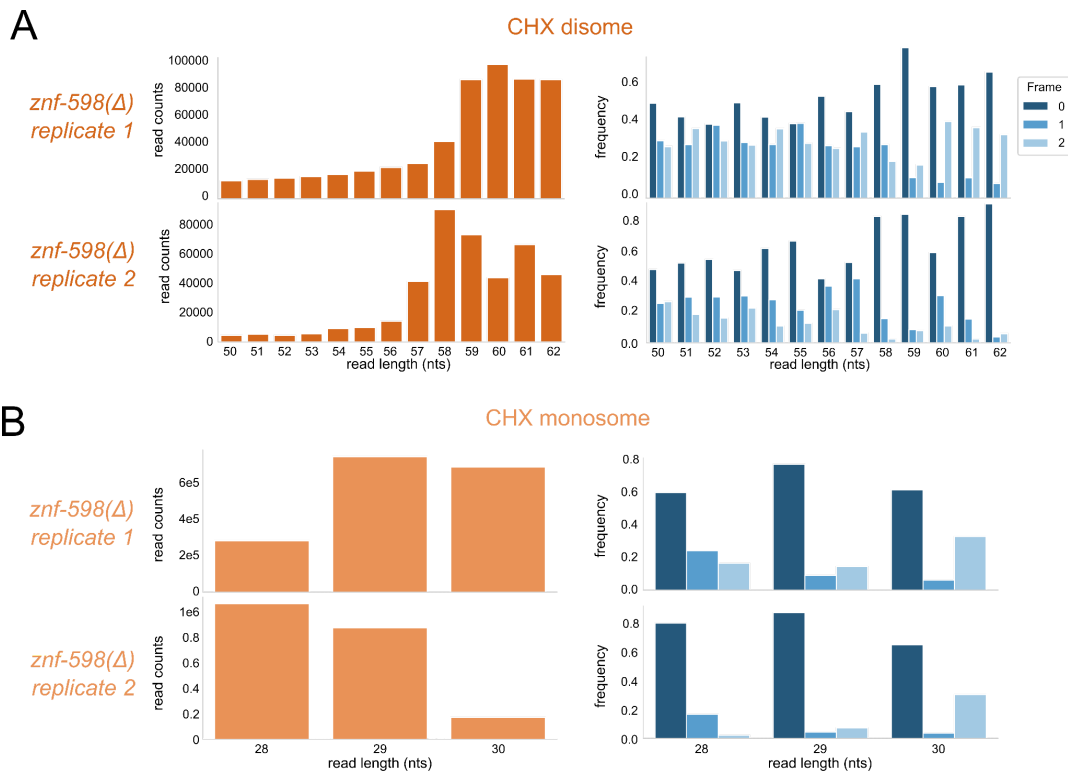 A
CHX disome
znf-598(Δ)
replicate 1
read counts
100000
80000
60000
40000
20000
0
frequency
0.6
0.4
0.2
0.0
Frame
0
1
2
znf-598(Δ)
replicate 2
read counts
80000
60000
40000
20000
0
50 51 52 53 54 55 56 57 58 59 60 61 62
read length (nts)
frequency
0.8
0.6
0.4
0.2
0.0
50 51 52 53 54 55 56 57 58 59 60 61 62
read length (nts)
B
CHX monosome
znf-598(Δ)
replicate 1
read counts
6e5
4e5
2e5
0
frequency
0.8
0.6
0.4
0.2
0.0
znf-598(Δ)
replicate 2
read counts
1e6
0.8
0.6
0.4
0.2
0
28 29 30
read length (nts)
frequency
0.8
0.6
0.4
0.2
0.0
28 29 30
read length (nts)